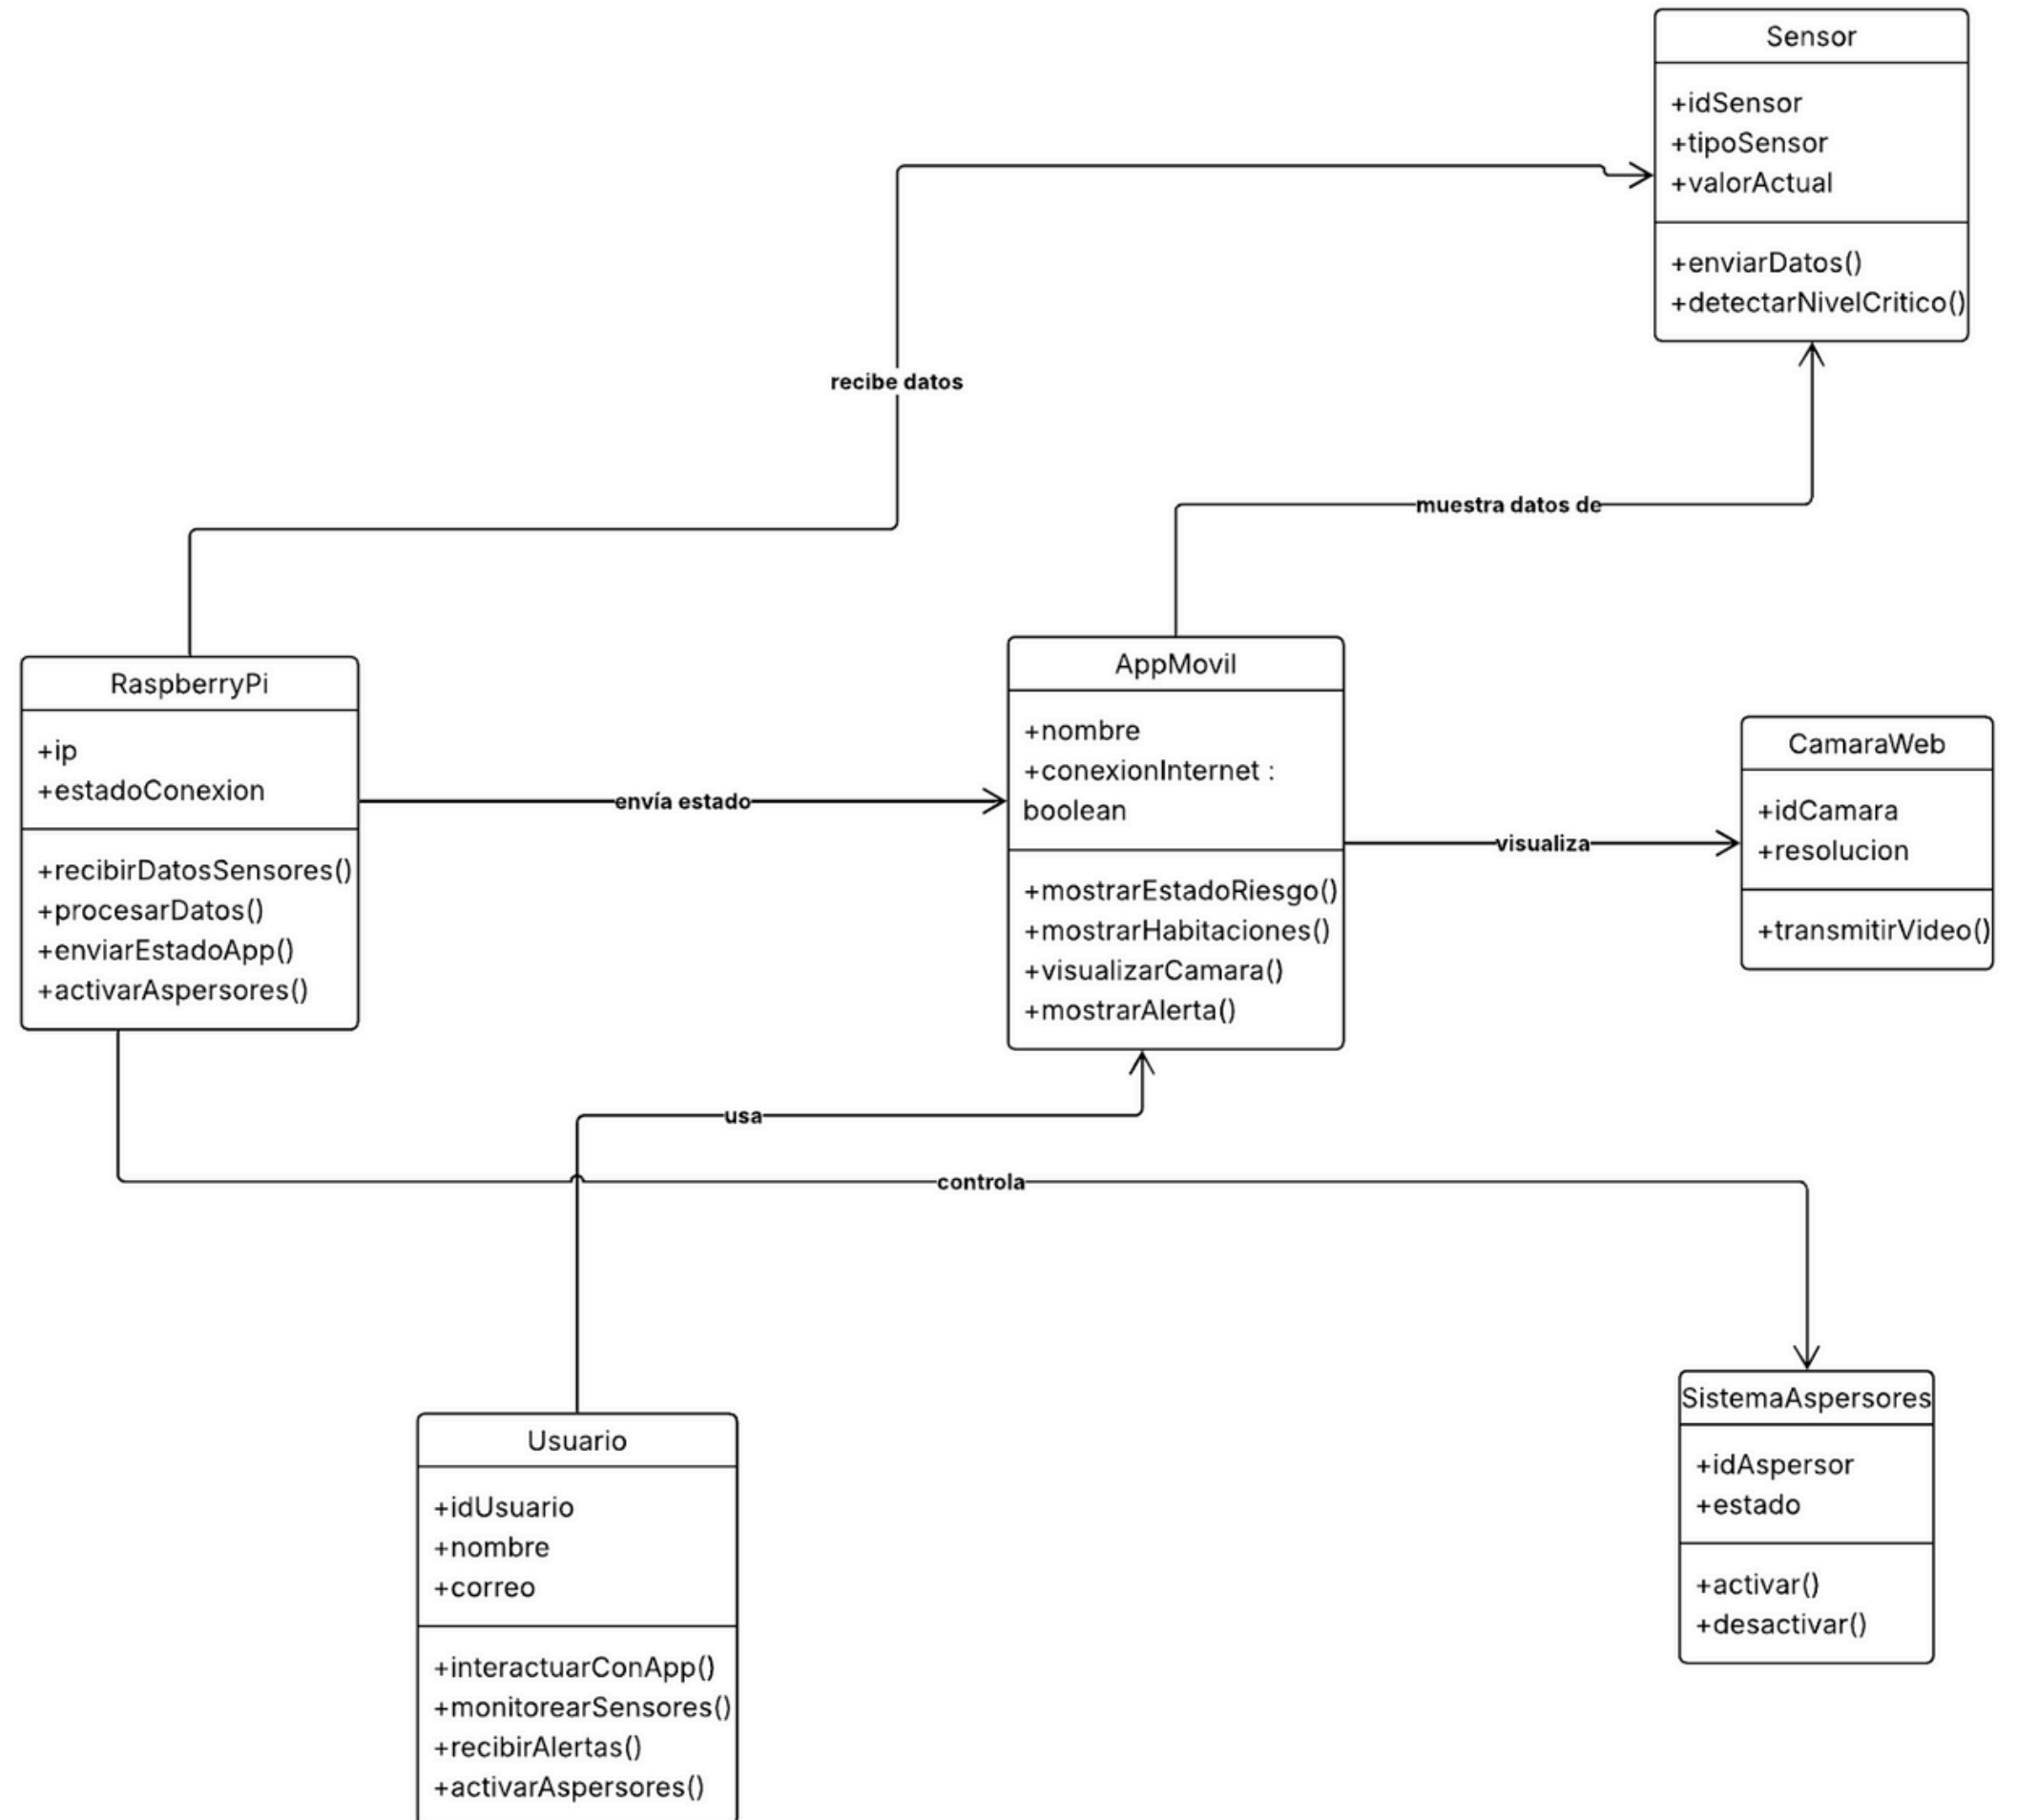 Sensor
+idSensor
+tipoSensor
+valorActual
+enviarDatos()
+detectarNivelCritico()
recibe datos
muestra datos de
RaspberryPi
+ip
+estadoConexion
+recibirDatosSensores()
+procesarDatos()
+enviarEstadoApp()
+activarAspersores()
envía estado
AppMovil
+nombre
+conexionInternet :
boolean
+mostrarEstadoRiesgo()
+mostrarHabitaciones()
+visualizarCamara()
+mostrarAlerta()
visualiza
CamaraWeb
+idCamara
+resolucion
+transmitirVideo()
usa
controla
Usuario
+idUsuario
+nombre
+correo
+interactuarConApp()
+monitorearSensores()
+recibirAlertas()
+activarAspersores()
SistemaAspersores
+idAspersor
+estado
+activar()
+desactivar()